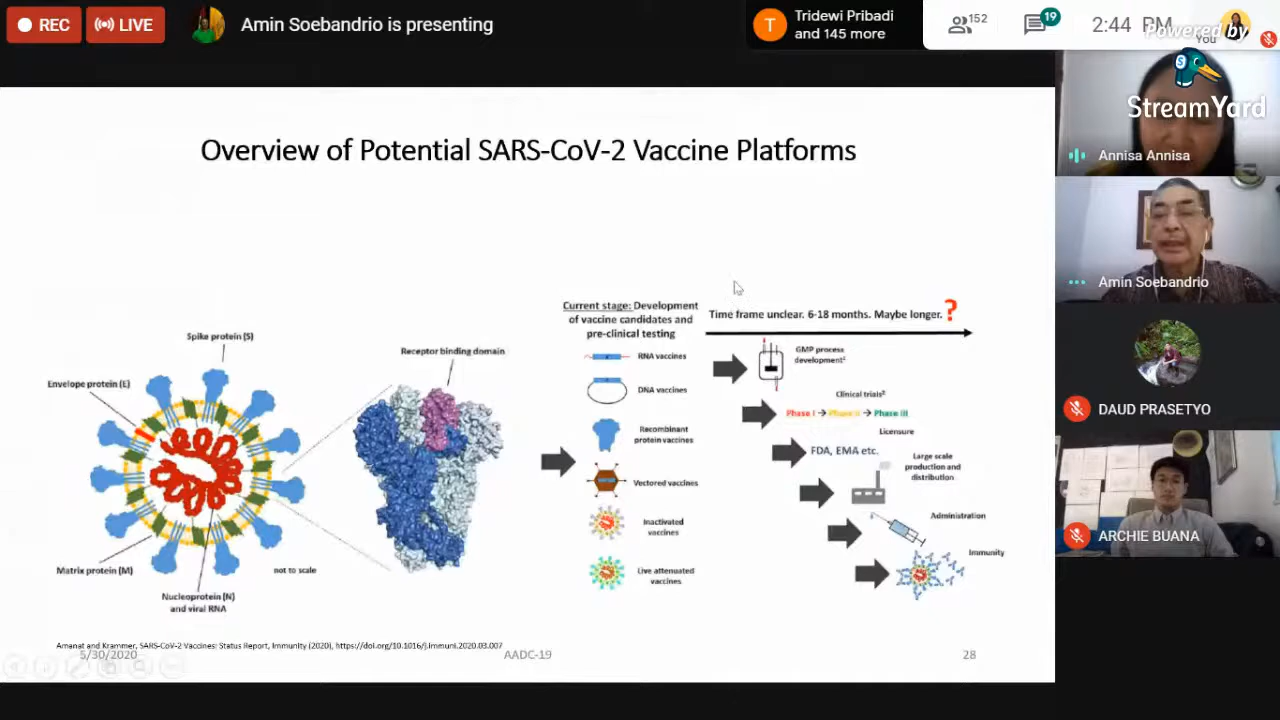 REC
LIVE
Amin Soebandrio is presenting
T
Tridewi Pribadi
and 145 more
152
19
2:44 PM
You
Powered by
StreamYard
Annisa Annisa
Amin Soebandrio
DAUD PRASETYO
ARCHIE BUANA
Overview of Potential SARS-CoV-2 Vaccine Platforms
Spike protein (S)
Envelope protein (E)
Matrix protein (M)
Nucleoprotein (N)
and viral RNA
not to scale
Receptor binding domain
Current stage: Development
of vaccine candidates and
pre-clinical testing
RNA vaccines
DNA vaccines
Recombinant
protein vaccines
Vectored vaccines
Inactivated
vaccines
Live attenuated
vaccines
Time frame unclear. 6-18 months. Maybe longer. ?
GMP process
development¹
Clinical trials²
Phase I → Phase II → Phase III
Licensure
FDA, EMA etc.
Large scale
production and
distribution
Administration
Immunity
Amanat and Krammer, SARS-CoV-2 Vaccines: Status Report, Immunity (2020), https://doi.org/10.1016/j.immuni.2020.03.007
5/30/2020
AADC-19
28